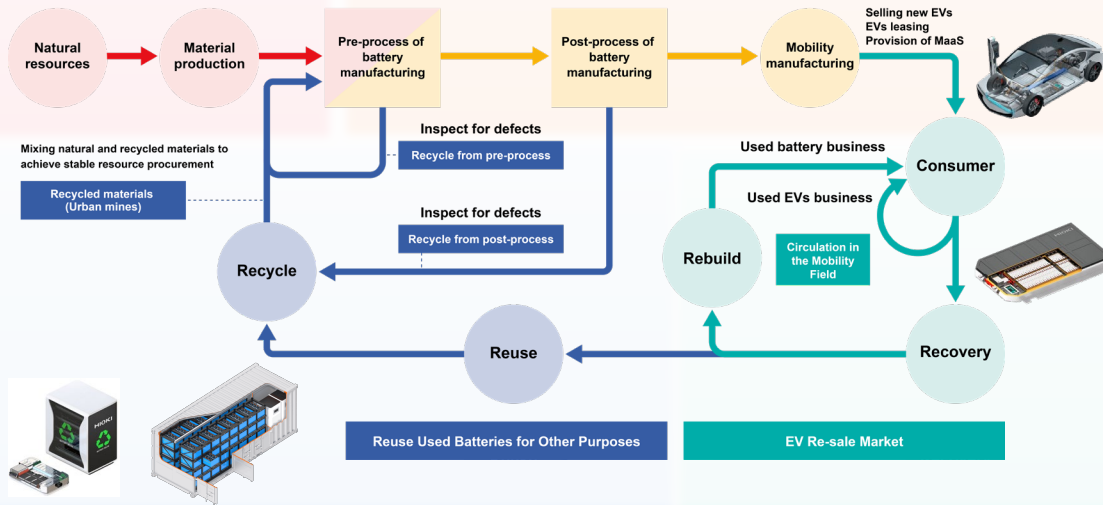 Natural
resources
Material
production
Pre-process of
battery
manufacturing
Post-process of
battery
manufacturing
Mobility
manufacturing
Selling new EVs
EVs leasing
Provision of MaaS
Mixing natural and recycled materials to
achieve stable resource procurement
Recycled materials
(Urban mines)
Inspect for defects
Recycle from pre-process
Inspect for defects
Recycle from post-process
Used battery business
Used EVs business
Consumer
Circulation in
the Mobility
Field
Recycle
Rebuild
HIOKI
Reuse
Recovery
HIOKI
Reuse Used Batteries for Other Purposes
EV Re-sale Market